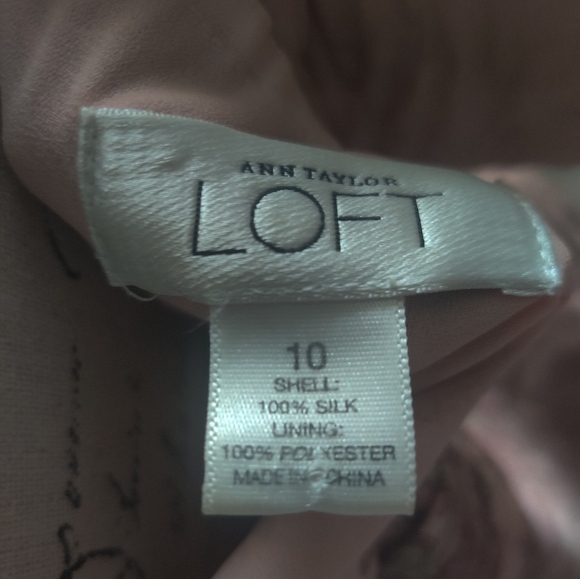 ANN TAYLOR
LOFT
10
SHELL:
100% SILK
LINING:
100% POLYESTER
MADE IN CHINA